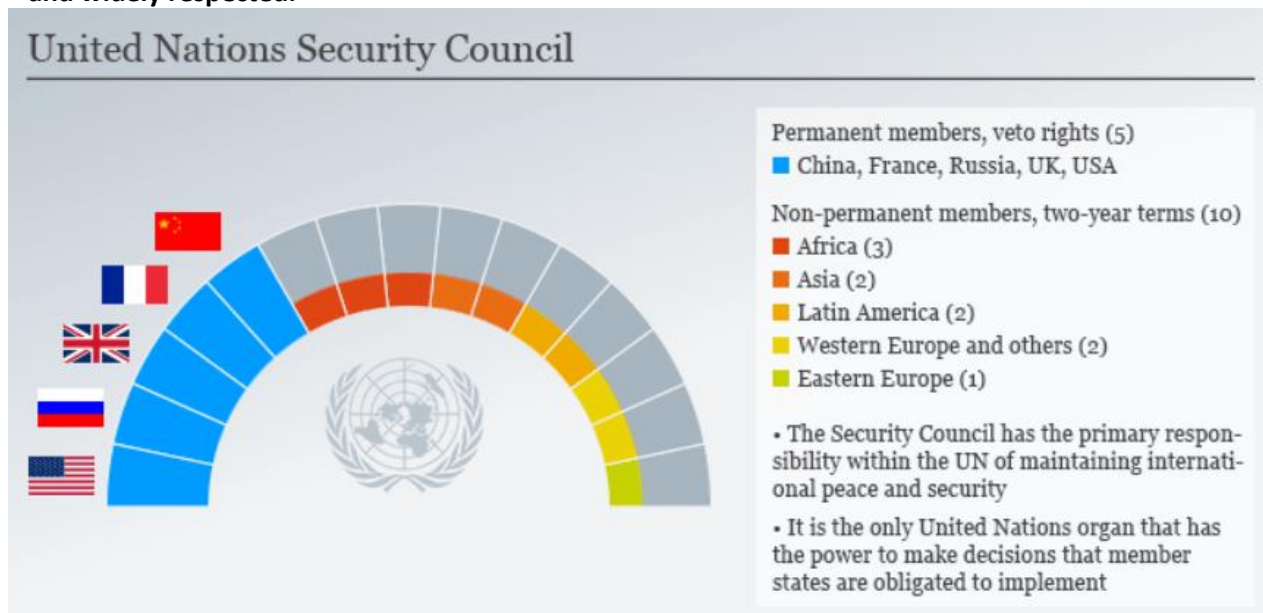 and widely respected.
United Nations Security Council
Permanent members, veto rights (5)
China, France, Russia, UK, USA
Non-permanent members, two-year terms (10)
Africa (3)
Asia (2)
Latin America (2)
Western Europe and others (2)
Eastern Europe (1)
• The Security Council has the primary respon-
sibility within the UN of maintaining internati-
onal peace and security
• It is the only United Nations organ that has
the power to make decisions that member
states are obligated to implement